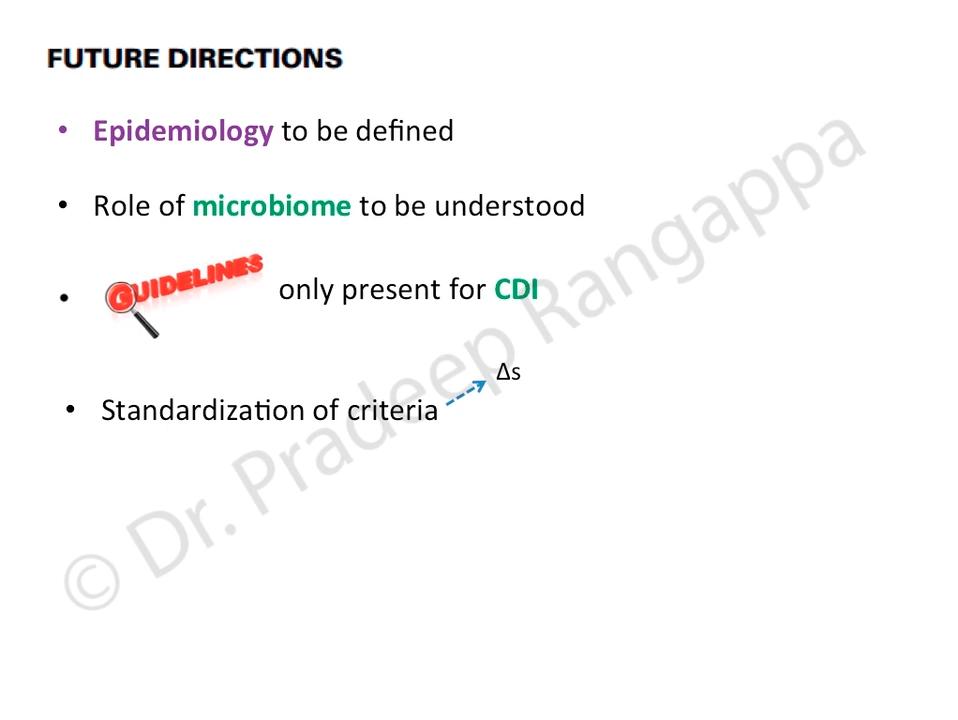 FUTURE DIRECTIONS
• Epidemiology to be defined
• Role of microbiome to be understood
• GUIDELINES only present for CDI
Δs
• Standardization of criteria
© Dr. Pradeep Rangappa